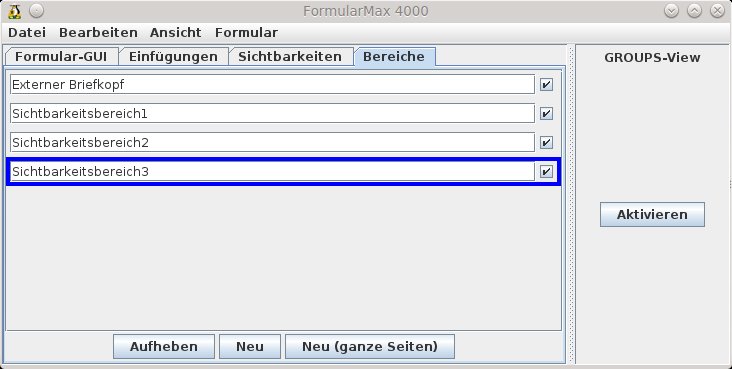 FormularMax 4000
Datei Bearbeiten Ansicht Formular
Formular-GUI Einfügungen Sichtbarkeiten Bereiche
GROUPS-View
Externer Briefkopf
Sichtbarkeitsbereich1
Sichtbarkeitsbereich2
Sichtbarkeitsbereich3
Aktivieren
Aufheben Neu Neu (ganze Seiten)